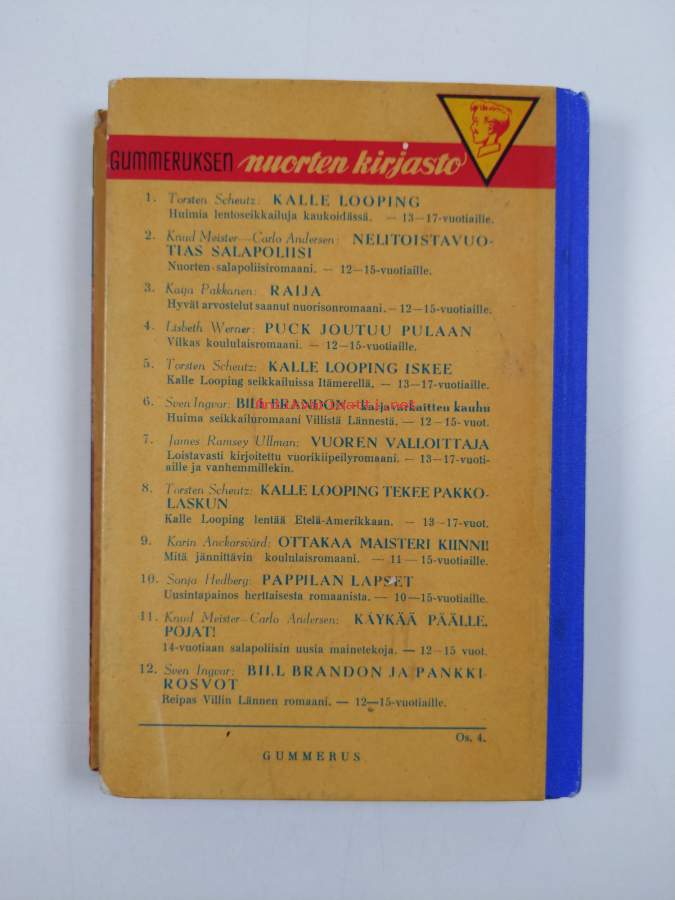 GUMMERUKSEN nuorten kirjasto
1. Torsten Scheutz: KALLE LOOPING
Huimia lentoseikkailuja kaukoidässä. — 13—17-vuotiaille.
2. Knud Meister—Carlo Andersen: NELITOISTAVUO-
TIAS SALAPOLIISI
Nuorten salapoliisiromaani. — 12—15-vuotiaille.
3. Kaija Pakkanen: RAIJA
Hyvät arvostelut saanut nuorisonromaani. — 12—15-vuotiaille.
4. Lisbeth Werner: PUCK JOUTUU PULAAN
Vilkas koululaisromaani. — 12—15-vuotiaille.
5. Torsten Scheutz: KALLE LOOPING ISKEE
Kalle Looping seikkailuissa Itämerellä. — 13—17-vuotiaille.
6. Sven Ingvar: BILL BRANDON - karjavarkaitten kauhu
Huima seikkailuromaani Villistä Lännestä. — 12—15-vuot.
7. James Ramsey Ullman: VUOREN VALLOITTAJA
Loistavasti kirjoitettu vuorikiipeilyromaani. — 13—17-vuoti-
aille ja vanhemmillekin.
8. Torsten Scheutz: KALLE LOOPING TEKEE PAKKO-
LASKUN
Kalle Looping lentää Etelä-Amerikkaan. — 13—17-vuot.
9. Karin Anckarsvärd: OTTAKAA MAISTERI KIINNI!
Mitä jännittävin koululaisromaani. — 11—15-vuotiaille.
10. Sonja Hedberg: PAPPILAN LAPSET
Uusintapainos herttaisesta romaanista. — 10—15-vuotiaille.
11. Knud Meister—Carlo Andersen: KÄYKÄÄ PÄÄLLE,
POJAT!
14-vuotiaan salapoliisin uusia mainetekoja. — 12—15 vuot.
12. Sven Ingvar: BILL BRANDON JA PANKKI-
ROSVOT
Reipas Villin Lännen romaani. — 12—15-vuotiaille.
Os. 4.
GUMMERUS